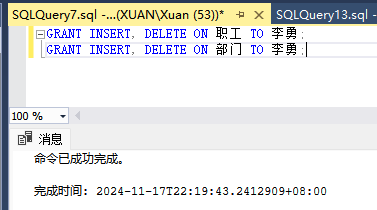 SQLQuery7.sql -...(XUAN\Xuan (53))* SQLQuery13.sql
GRANT INSERT, DELETE ON 职工 TO 李勇;
GRANT INSERT, DELETE ON 部门 TO 李勇;
100 %
消息
命令已成功完成。
完成时间: 2024-11-17T22:19:43.2412909+08:00